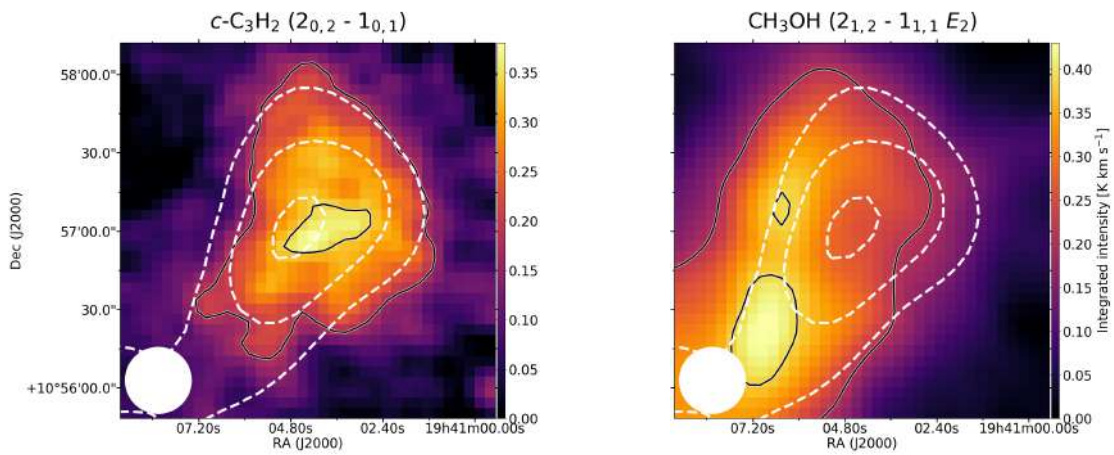 c-C₃H₂ (2₀,₂ - 1₀,₁)
CH₃OH (2₁,₂ - 1₁,₁ E₂)
Dec (J2000)
58'00.0"
30.0"
57'00.0"
30.0"
+10°56'00.0"
07.20s 04.80s 02.40s 19h41m00.00s
RA (J2000)
0.35
0.30
0.25
0.20
0.15
0.10
0.05
0.00
07.20s 04.80s 02.40s 19h41m00.00s
RA (J2000)
0.40
0.35
0.30
0.25
0.20
0.15
0.10
0.05
0.00
Integrated intensity [K km s⁻¹]